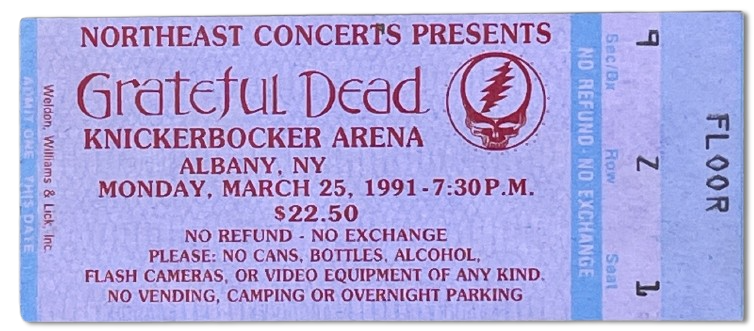 NORTHEAST CONCERTS PRESENTS
Grateful Dead
KNICKERBOCKER ARENA
ALBANY, NY
MONDAY, MARCH 25, 1991-7:30 P.M.
$22.50
NO REFUND - NO EXCHANGE
PLEASE: NO CANS, BOTTLES, ALCOHOL,
FLASH CAMERAS, OR VIDEO EQUIPMENT OF ANY KIND.
NO VENDING, CAMPING OR OVERNIGHT PARKING
ADMIT ONE THIS DATE
Weldon, Williams & Lick, Inc.
NO REFUND - NO EXCHANGE
Sec/Bx Row Seat
9 Z 1
FLOOR